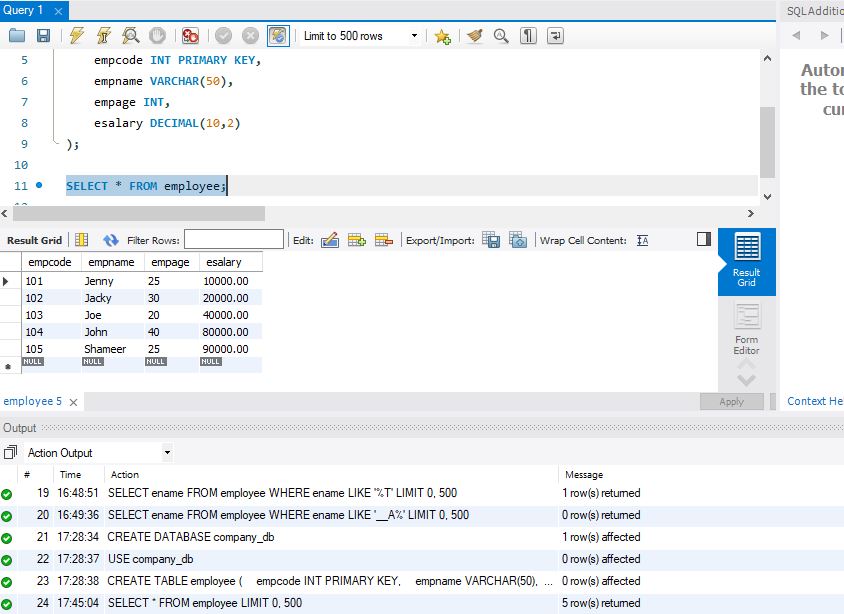 Query 1
SQLAdditio
Limit to 500 rows
5 empcode INT PRIMARY KEY,
6 empname VARCHAR(50),
7 empage INT,
8 esalary DECIMAL(10,2)
9 );
10
11 SELECT * FROM employee;
Autor
the to
cur
Result Grid Filter Rows: Edit: Export/Import: Wrap Cell Content: IA
empcode empname empage esalary
101 Jenny 25 10000.00
102 Jacky 30 20000.00
103 Joe 20 40000.00
104 John 40 80000.00
105 Shameer 25 90000.00
NULL NULL NULL NULL
Result
Grid
Form
Editor
employee 5 Apply Context He
Output
Action Output
# Time Action Message
19 16:48:51 SELECT ename FROM employee WHERE ename LIKE '%T' LIMIT 0, 500 1 row(s) returned
20 16:49:36 SELECT ename FROM employee WHERE ename LIKE '__A%' LIMIT 0, 500 0 row(s) returned
21 17:28:34 CREATE DATABASE company_db 1 row(s) affected
22 17:28:37 USE company_db 0 row(s) affected
23 17:28:38 CREATE TABLE employee ( empcode INT PRIMARY KEY, empname VARCHAR(50), ... 0 row(s) affected
24 17:45:04 SELECT * FROM employee LIMIT 0, 500 5 row(s) returned